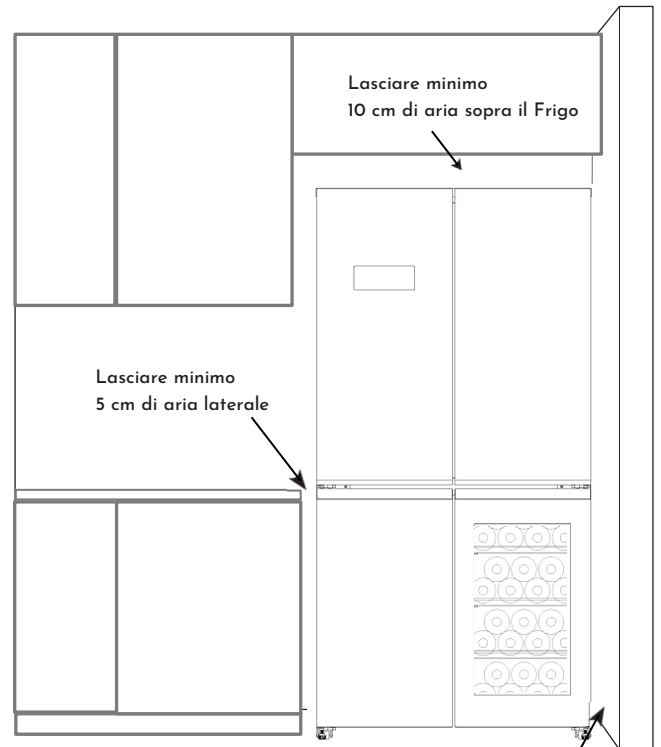 Lasciare minimo
10 cm di aria sopra il Frigo
Lasciare minimo
5 cm di aria laterale